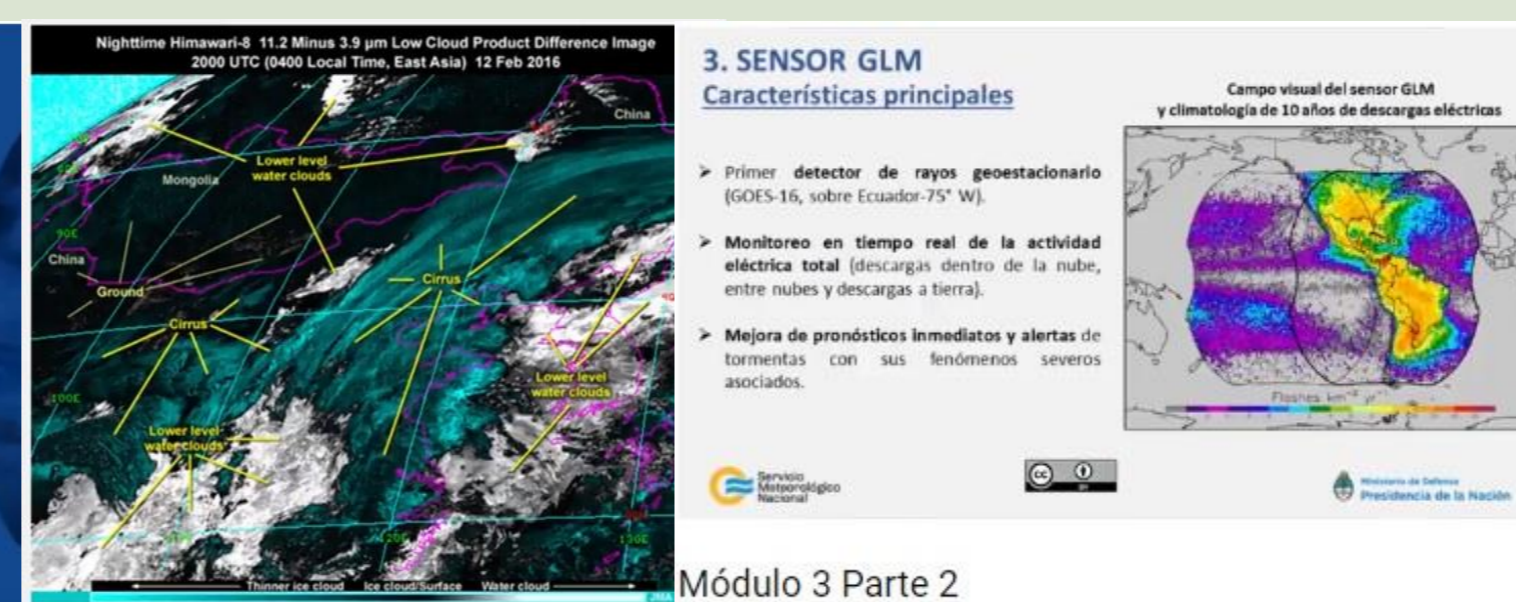 Nighttime Himawari-8 11.2 Minus 3.9 µm Low Cloud Product Difference Image
2000 UTC (0400 Local Time, East Asia) 12 Feb 2016
China
Lower level
water clouds
Mongolia
90E
China
Ground
Cirrus
Cirrus
100E
Lower level
water clouds
Lower level
water clouds
120E
130E
Thinner ice cloud
Ice cloud/Surface
Water cloud
JMA
3. SENSOR GLM
Características principales
➤ Primer detector de rayos geoestacionario
(GOES-16, sobre Ecuador-75° W).
➤ Monitoreo en tiempo real de la actividad
eléctrica total (descargas dentro de la nube,
entre nubes y descargas a tierra).
➤ Mejora de pronósticos inmediatos y alertas de
tormentas con sus fenómenos severos
asociados.
Campo visual del sensor GLM
y climatología de 10 años de descargas eléctricas
Flashes km⁻² yr⁻¹
Servicio
Meteorológico
Nacional
cc
BY
Ministerio de Defensa
Presidencia de la Nación
Módulo 3 Parte 2